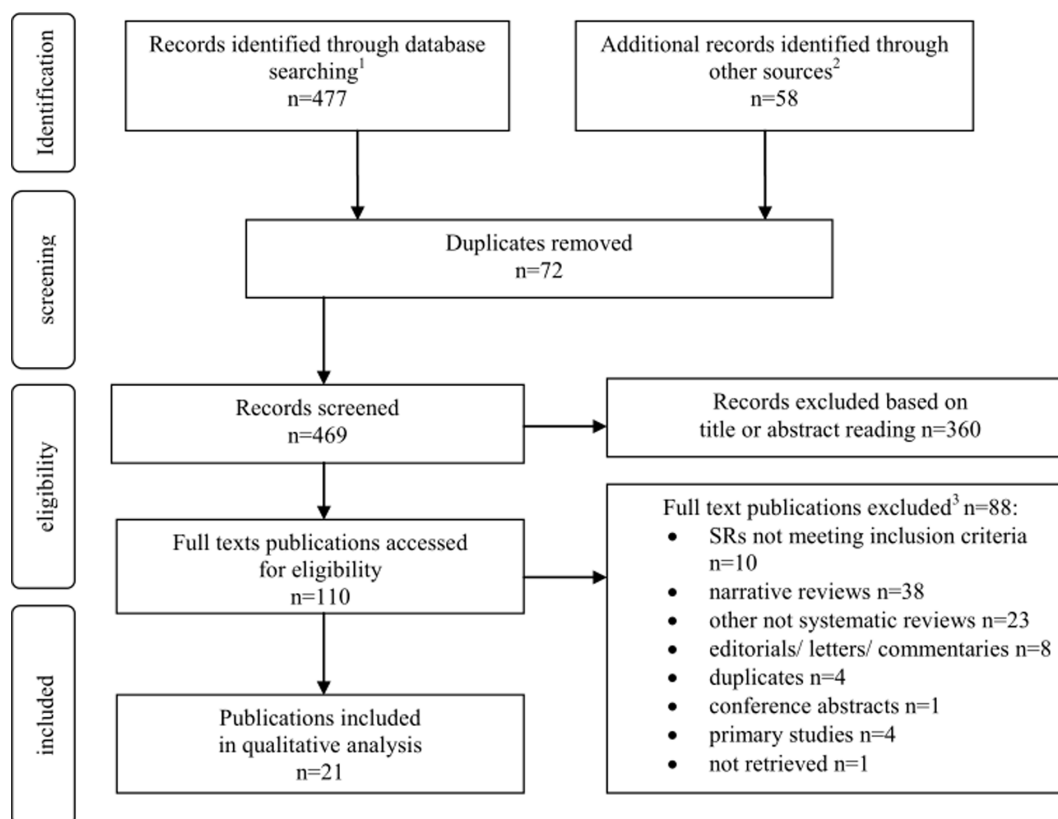 Identification
Records identified through database
searching¹
n=477
Additional records identified through
other sources²
n=58
screening
Duplicates removed
n=72
eligibility
Records screened
n=469
Records excluded based on
title or abstract reading n=360
Full texts publications accessed
for eligibility
n=110
Full text publications excluded³ n=88:
• SRs not meeting inclusion criteria
n=10
• narrative reviews n=38
• other not systematic reviews n=23
• editorials/ letters/ commentaries n=8
• duplicates n=4
• conference abstracts n=1
• primary studies n=4
• not retrieved n=1
included
Publications included
in qualitative analysis
n=21